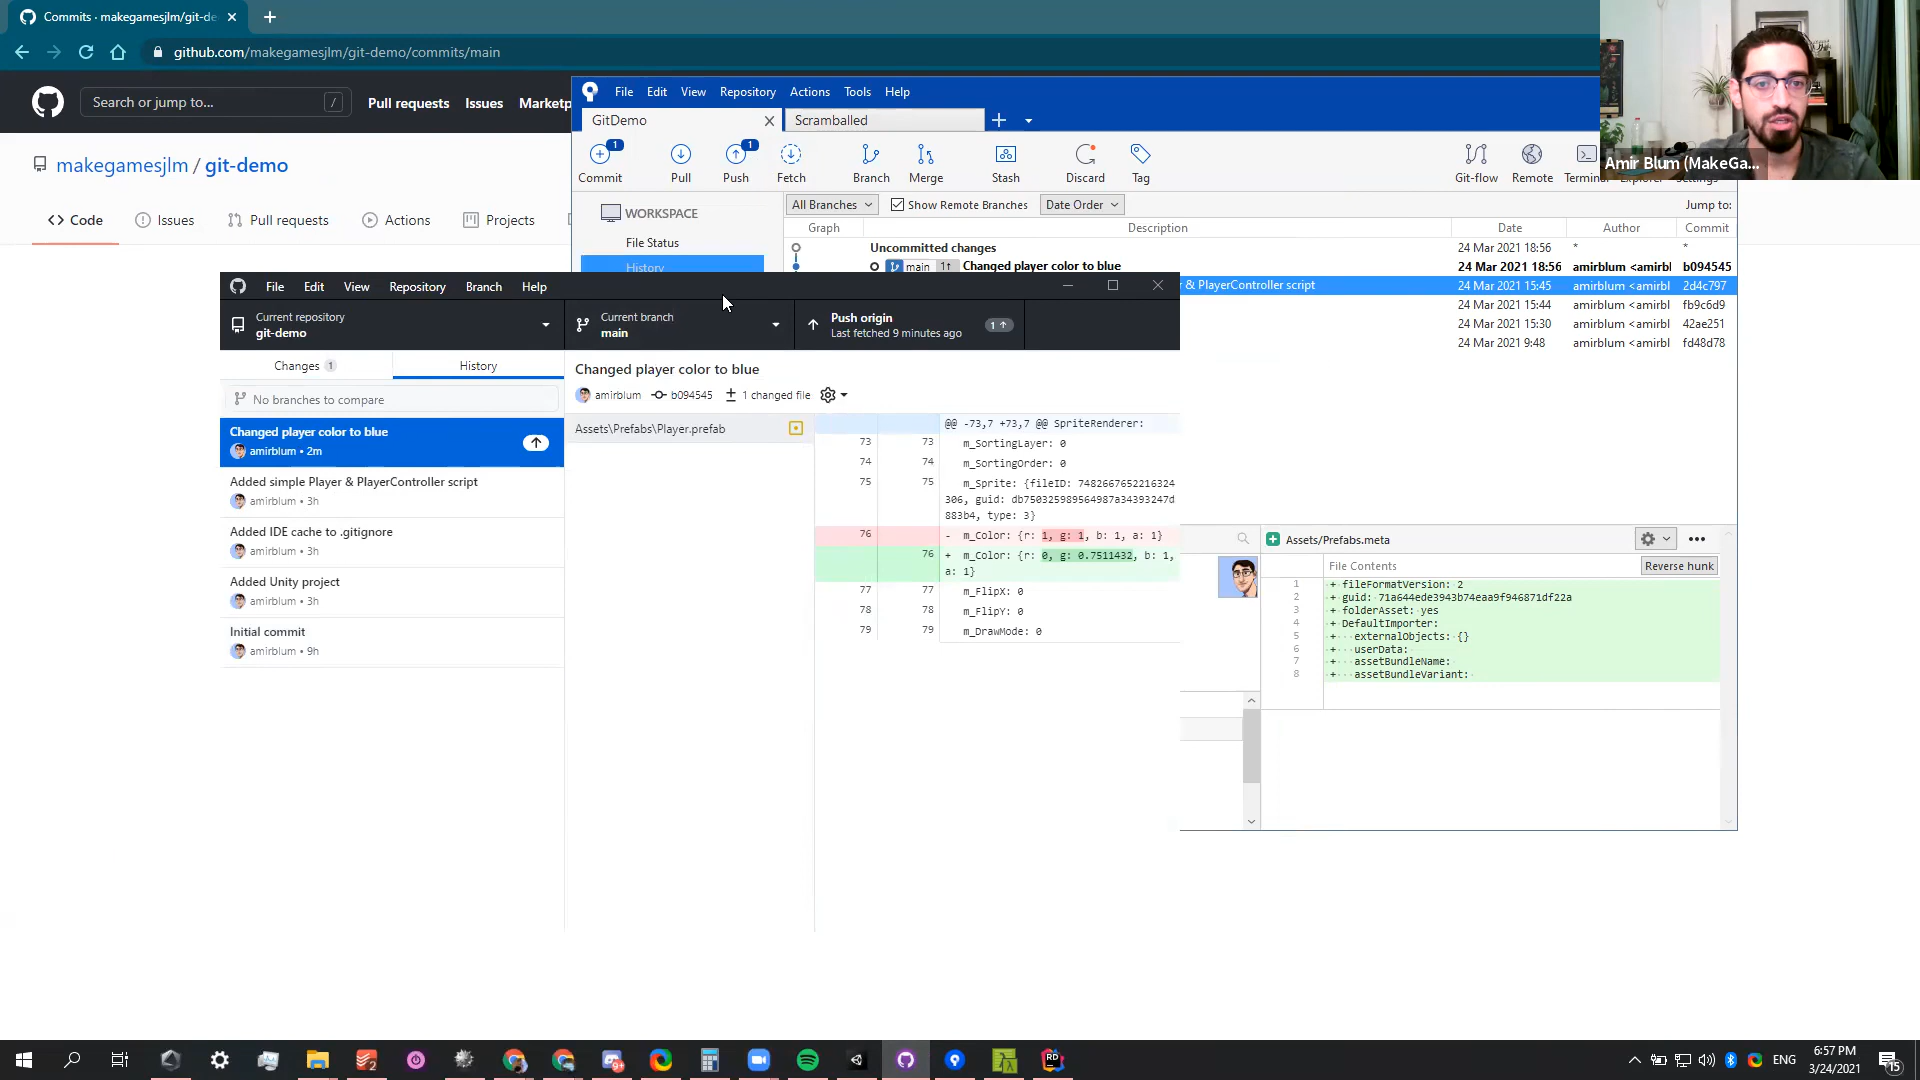 Commits · makegamesjlm/git-de
github.com/makegamesjlm/git-demo/commits/main
Search or jump to... /
Pull requests Issues Marketp
makegamesjlm / git-demo
<> Code Issues Pull requests Actions Projects
File Edit View Repository Actions Tools Help
GitDemo Scramballed
1 1
Commit Pull Push Fetch Branch Merge Stash Discard Tag Git-flow Remote
Amir Blum (MakeGa...
WORKSPACE
File Status
History
All Branches Show Remote Branches Date Order Jump to:
Graph Description Date Author Commit
Uncommitted changes 24 Mar 2021 18:56 * *
main 1↑ Changed player color to blue 24 Mar 2021 18:56 amirblum <amirbl b094545
& PlayerController script 24 Mar 2021 15:45 amirblum <amirbl 2d4c797
24 Mar 2021 15:44 amirblum <amirbl fb9c6d9
24 Mar 2021 15:30 amirblum <amirbl 42ae251
24 Mar 2021 9:48 amirblum <amirbl fd48d78
File Edit View Repository Branch Help
Current repository
git-demo
Current branch
main
Push origin
Last fetched 9 minutes ago
1↑
Changes 1 History
No branches to compare
Changed player color to blue
amirblum • 2m
Added simple Player & PlayerController script
amirblum • 3h
Added IDE cache to .gitignore
amirblum • 3h
Added Unity project
amirblum • 3h
Initial commit
amirblum • 9h
Changed player color to blue
amirblum b094545 1 changed file
Assets\Prefabs\Player.prefab
@@ -73,7 +73,7 @@ SpriteRenderer:
73 73 m_SortingLayer: 0
74 74 m_SortingOrder: 0
75 75 m_Sprite: {fileID: 7482667652216324
306, guid: db750325989564987a34393247d
883b4, type: 3}
76 - m_Color: {r: 1, g: 1, b: 1, a: 1}
76 + m_Color: {r: 0, g: 0.7511432, b: 1,
a: 1}
77 77 m_FlipX: 0
78 78 m_FlipY: 0
79 79 m_DrawMode: 0
Assets/Prefabs.meta
File Contents Reverse hunk
1 + fileFormatVersion: 2
2 + guid: 71a644ede3943b74eaa9f946871df22a
3 + folderAsset: yes
4 + DefaultImporter:
5 + externalObjects: {}
6 + userData:
7 + assetBundleName:
8 + assetBundleVariant:
ENG
6:57 PM
3/24/2021
15